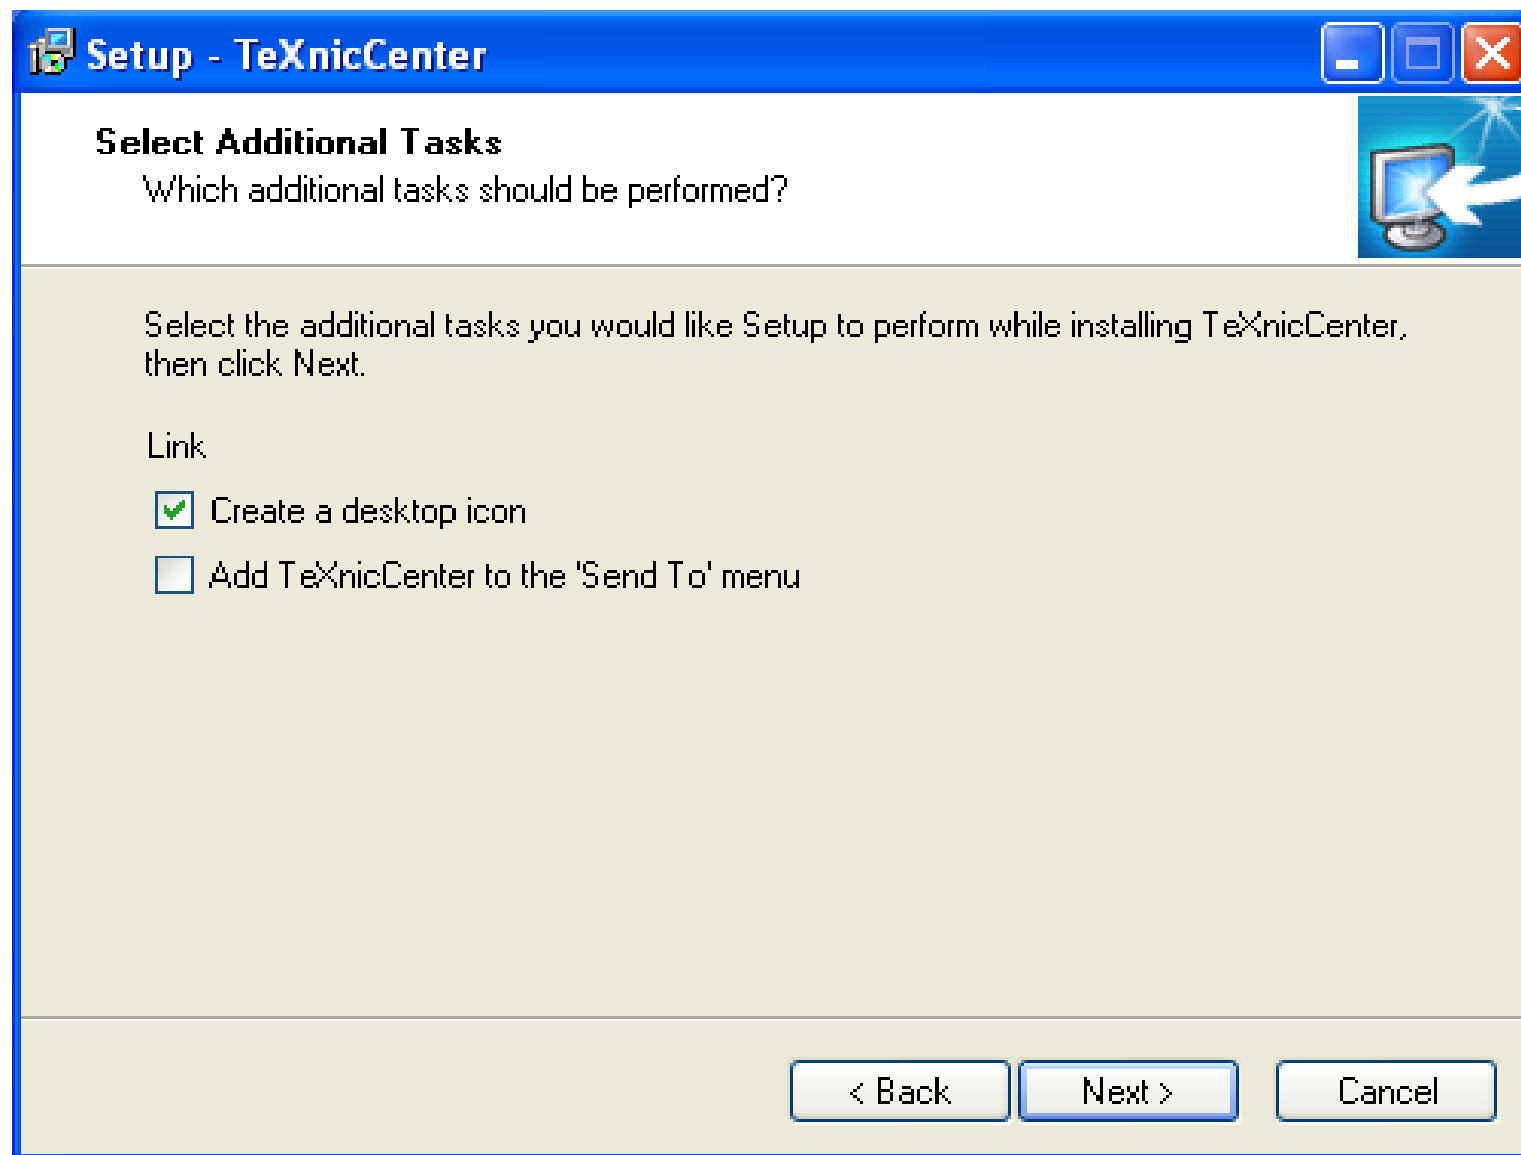 Setup - TeXnicCenter
Select Additional Tasks
Which additional tasks should be performed?
Select the additional tasks you would like Setup to perform while installing TeXnicCenter,
then click Next.
Link
Create a desktop icon
Add TeXnicCenter to the 'Send To' menu
< Back Next > Cancel